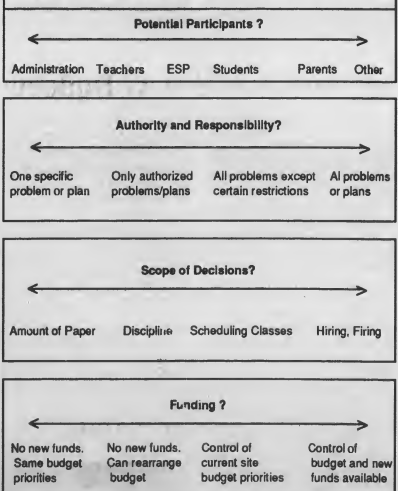 Potential Participants ?
Administration Teachers ESP Students Parents Other
Authority and Responsibility?
One specific problem or plan
Only authorized problems/plans
All problems except certain restrictions
Al problems or plans
Scope of Decisions?
Amount of Paper Discipline Scheduling Classes Hiring, Firing
Funding ?
No new funds. Same budget priorities
No new funds. Can rearrange budget
Control of current site budget priorities
Control of budget and new funds available